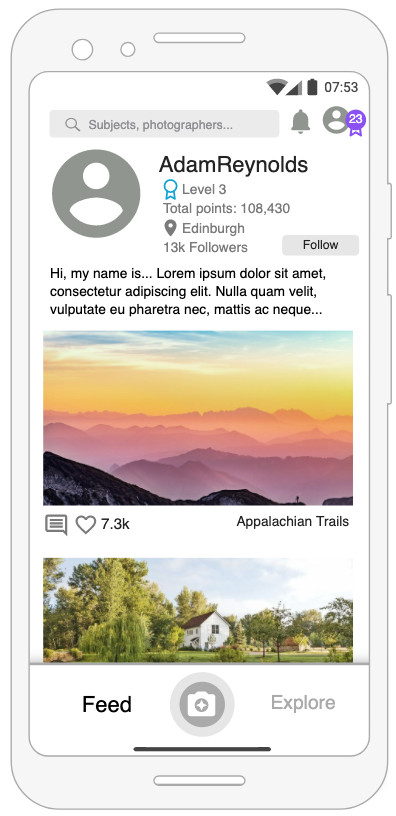 07:53
Subjects, photographers...
23
AdamReynolds
Level 3
Total points: 108,430
Edinburgh
13k Followers
Follow
Hi, my name is... Lorem ipsum dolor sit amet,
consectetur adipiscing elit. Nulla quam velit,
vulputate eu pharetra nec, mattis ac neque...
7.3k
Appalachian Trails
Feed
Explore